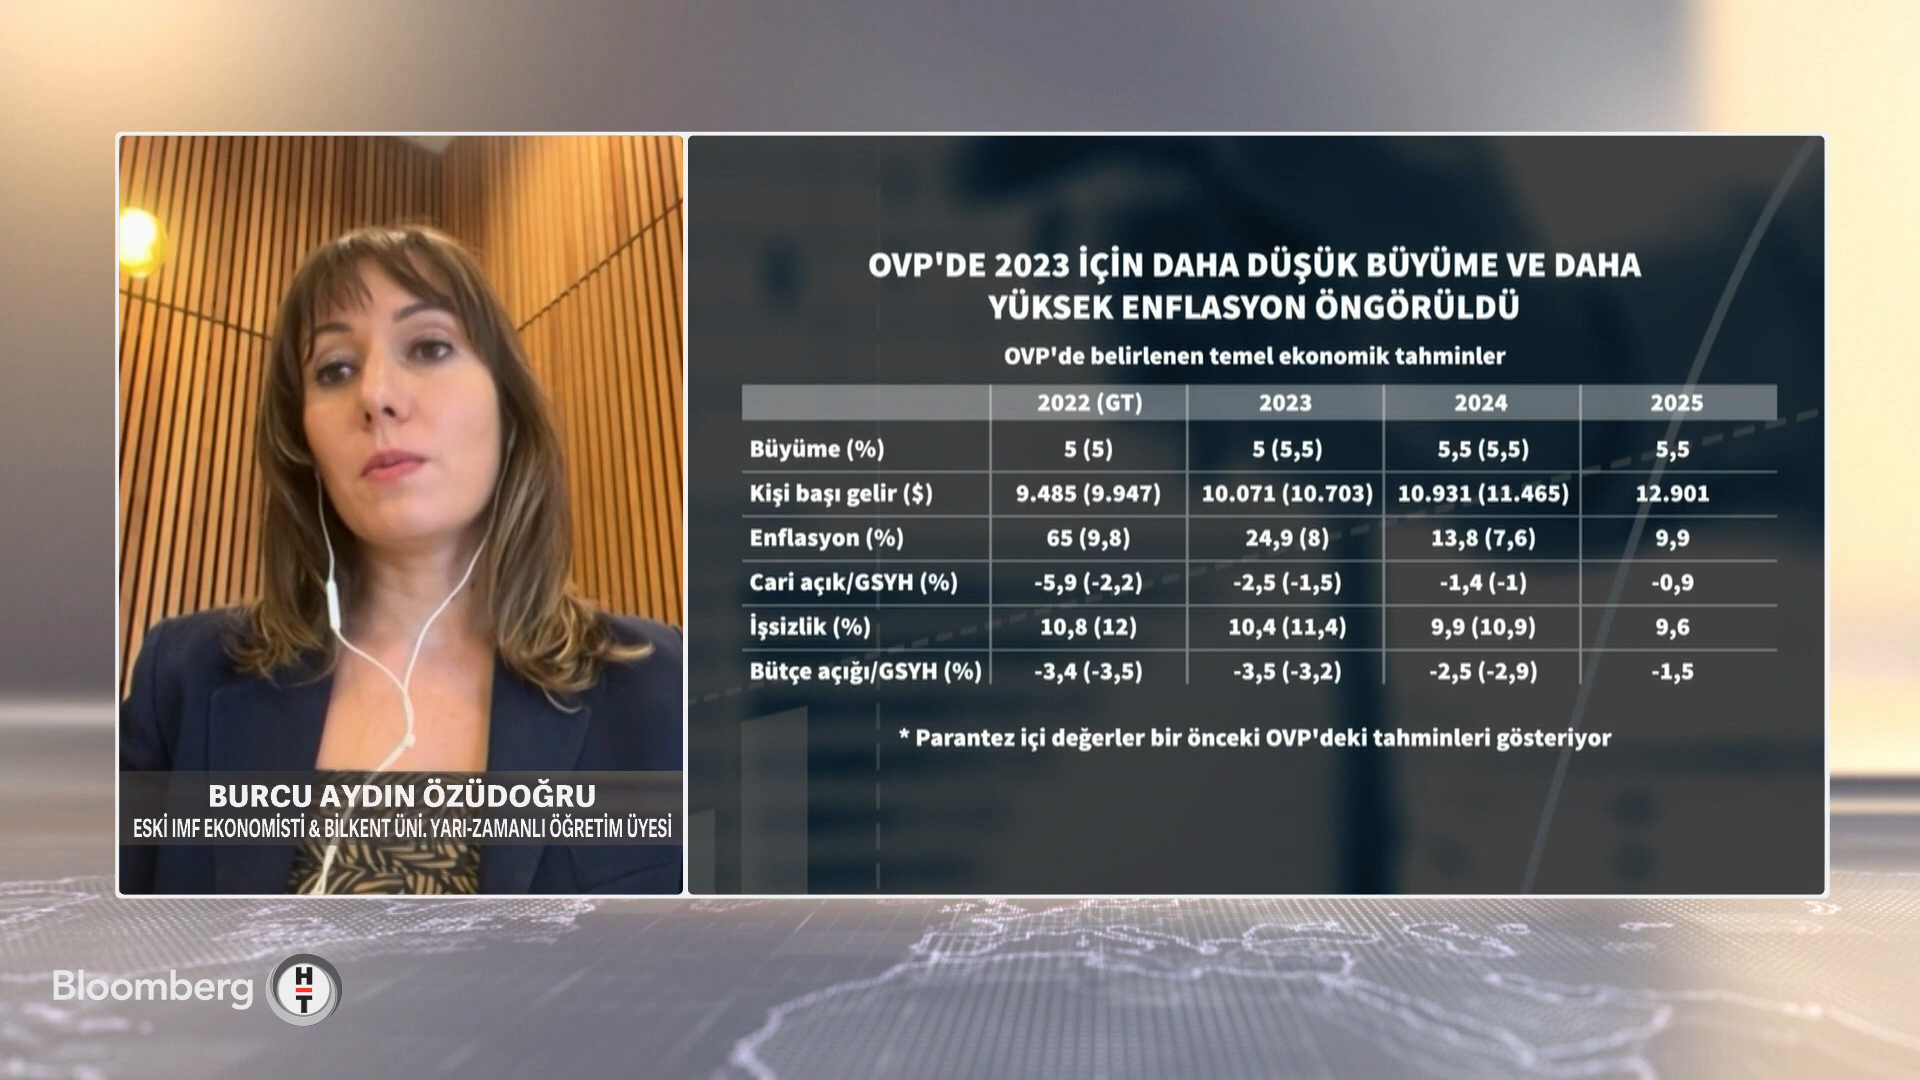 OVP'DE 2023 İÇİN DAHA DÜŞÜK BÜYÜME VE DAHA
YÜKSEK ENFLASYON ÖNGÖRÜLDÜ
OVP'de belirlenen temel ekonomik tahminler
2022 (GT) 2023 2024 2025
Büyüme (%) 5 (5) 5 (5,5) 5,5 (5,5) 5,5
Kişi başı gelir ($) 9.485 (9.947) 10.071 (10.703) 10.931 (11.465) 12.901
Enflasyon (%) 65 (9,8) 24,9 (8) 13,8 (7,6) 9,9
Cari açık/GSYH (%) -5,9 (-2,2) -2,5 (-1,5) -1,4 (-1) -0,9
İşsizlik (%) 10,8 (12) 10,4 (11,4) 9,9 (10,9) 9,6
Bütçe açığı/GSYH (%) -3,4 (-3,5) -3,5 (-3,2) -2,5 (-2,9) -1,5
* Parantez içi değerler bir önceki OVP'deki tahminleri gösteriyor
BURCU AYDIN ÖZÜDOĞRU
ESKİ IMF EKONOMİSTİ & BİLKENT ÜNİ. YARI-ZAMANLI ÖĞRETİM ÜYESİ
Bloomberg HT